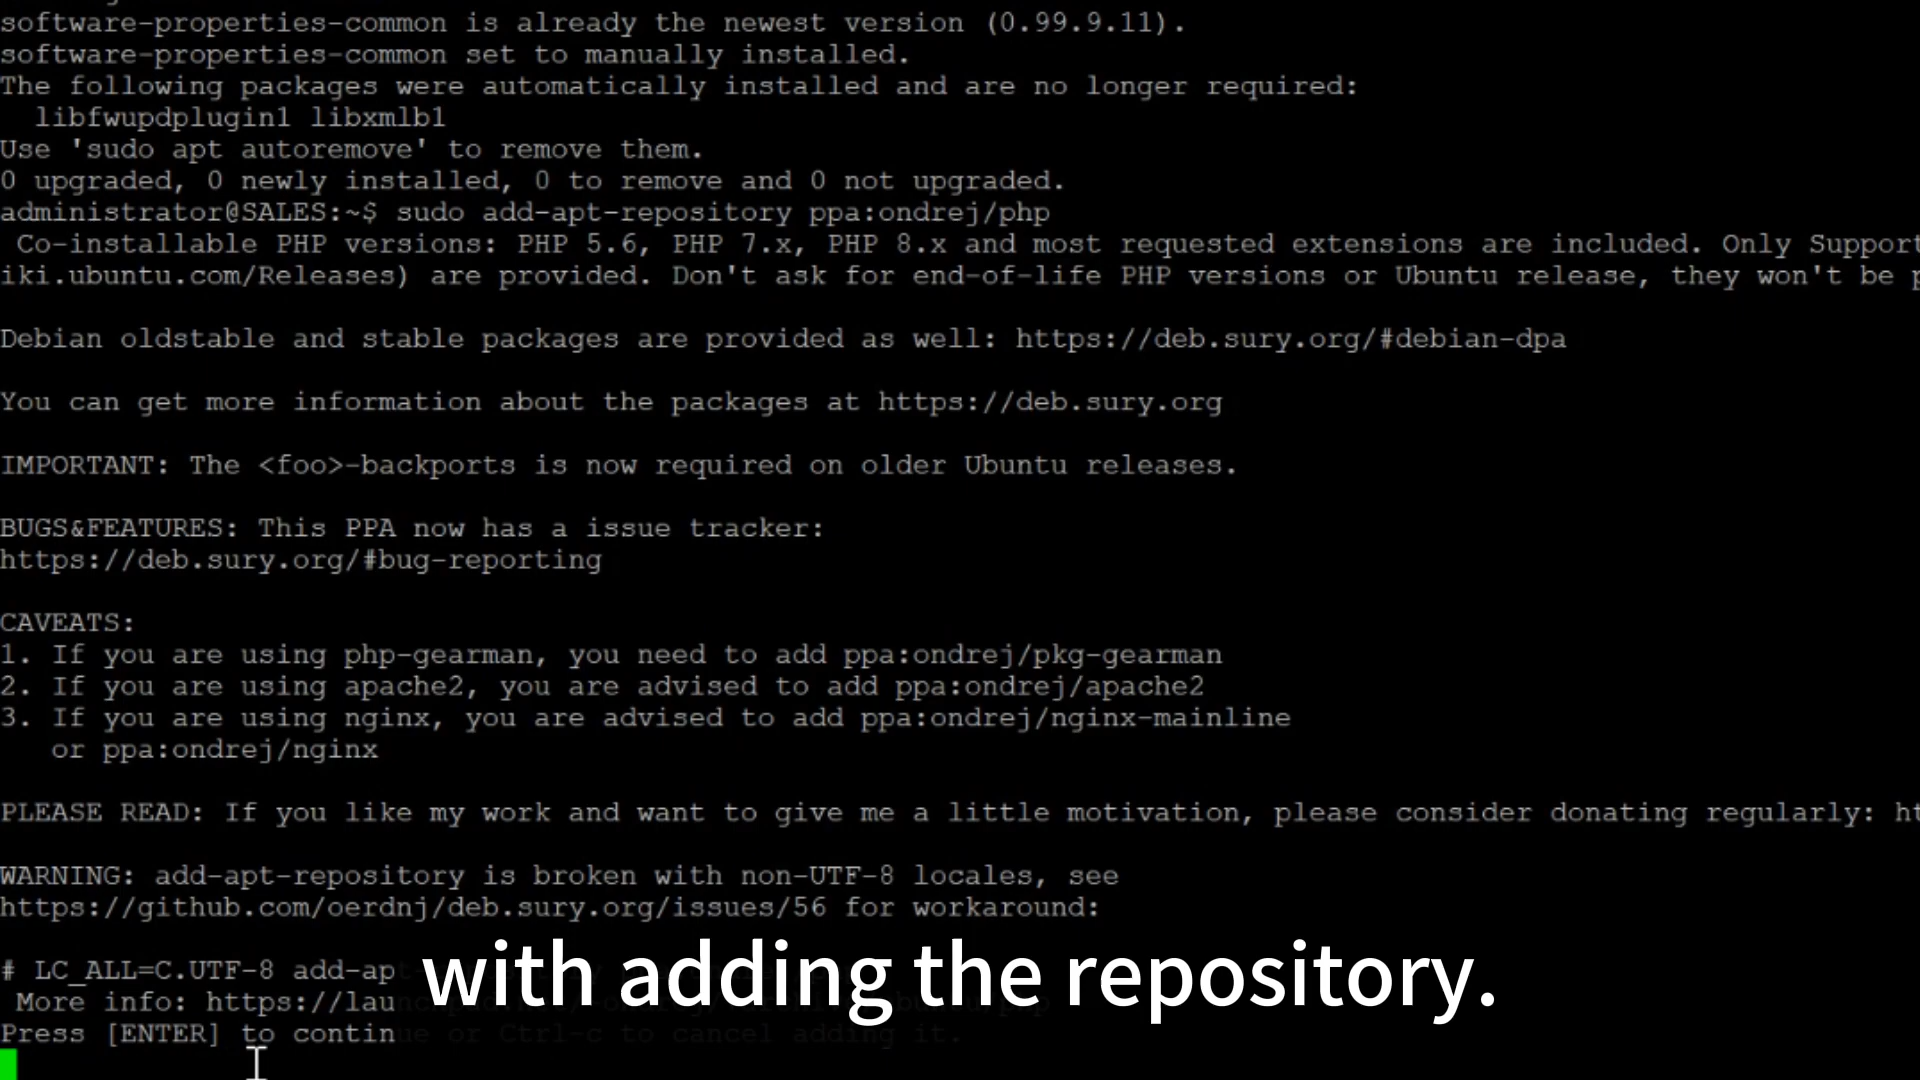 software-properties-common is already the newest version (0.99.9.11).
software-properties-common set to manually installed.
The following packages were automatically installed and are no longer required:
  libfwupdplugin1 libxmlb1
Use 'sudo apt autoremove' to remove them.
0 upgraded, 0 newly installed, 0 to remove and 0 not upgraded.
administrator@SALES:~$ sudo add-apt-repository ppa:ondrej/php
 Co-installable PHP versions: PHP 5.6, PHP 7.x, PHP 8.x and most requested extensions are included. Only Support
iki.ubuntu.com/Releases) are provided. Don't ask for end-of-life PHP versions or Ubuntu release, they won't be p

Debian oldstable and stable packages are provided as well: https://deb.sury.org/#debian-dpa

You can get more information about the packages at https://deb.sury.org

IMPORTANT: The <foo>-backports is now required on older Ubuntu releases.

BUGS&FEATURES: This PPA now has a issue tracker:
https://deb.sury.org/#bug-reporting

CAVEATS:
1. If you are using php-gearman, you need to add ppa:ondrej/pkg-gearman
2. If you are using apache2, you are advised to add ppa:ondrej/apache2
3. If you are using nginx, you are advised to add ppa:ondrej/nginx-mainline
   or ppa:ondrej/nginx

PLEASE READ: If you like my work and want to give me a little motivation, please consider donating regularly: ht

WARNING: add-apt-repository is broken with non-UTF-8 locales, see
https://github.com/oerdnj/deb.sury.org/issues/56 for workaround:

# LC_ALL=C.UTF-8 add-ap
 More info: https://lau
Press [ENTER] to continue or Ctrl-c to cancel adding it.
with adding the repository.